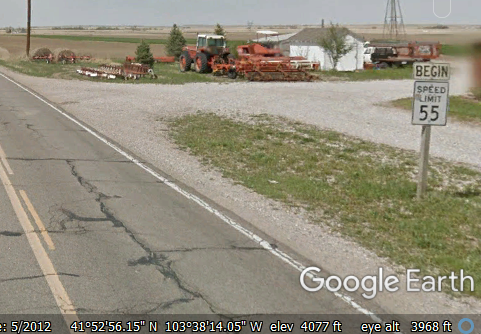 BEGIN
SPEED
LIMIT
55
Google Earth
e: 5/2012 41°52'56.15" N 103°38'14.05" W elev 4077 ft eye alt 3968 ft